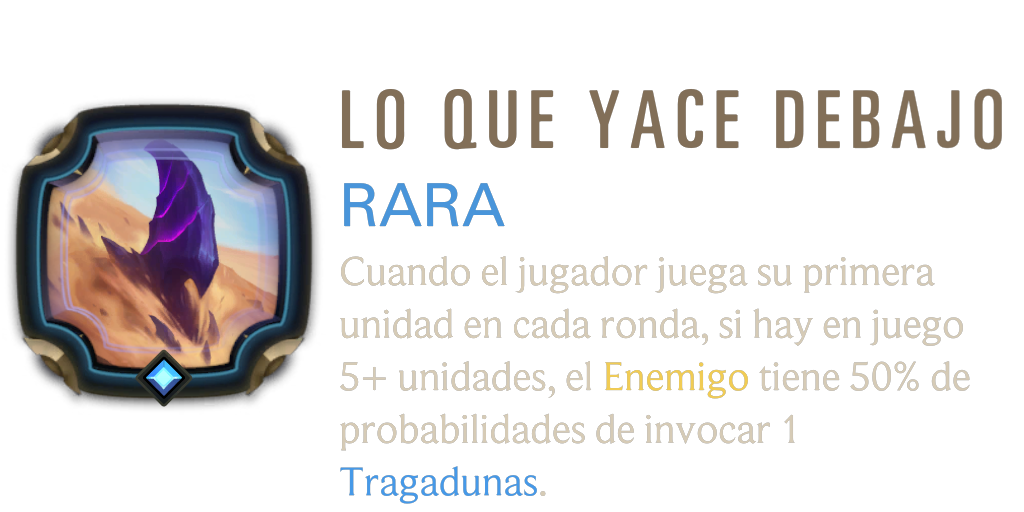 LO QUE YACE DEBAJO
RARA
Cuando el jugador juega su primera
unidad en cada ronda, si hay en juego
5+ unidades, el Enemigo tiene 50% de
probabilidades de invocar 1
Tragadunas.